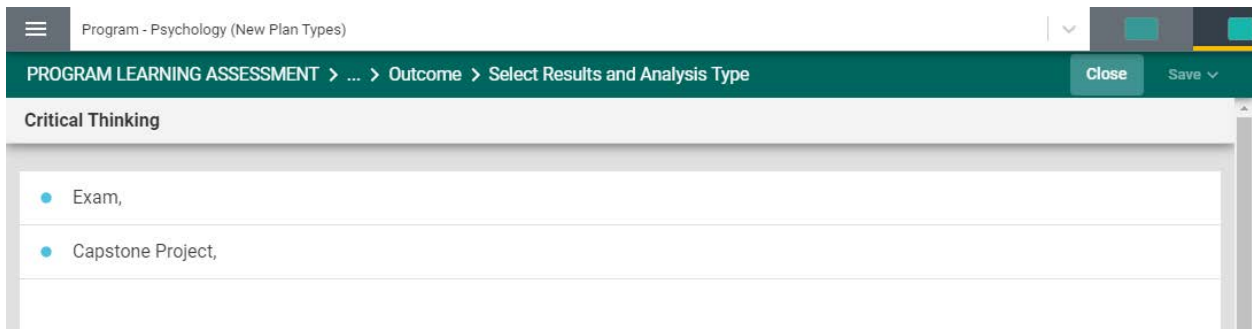 Program - Psychology (New Plan Types)
PROGRAM LEARNING ASSESSMENT > ... > Outcome > Select Results and Analysis Type
Close
Save
Critical Thinking
Exam,
Capstone Project,